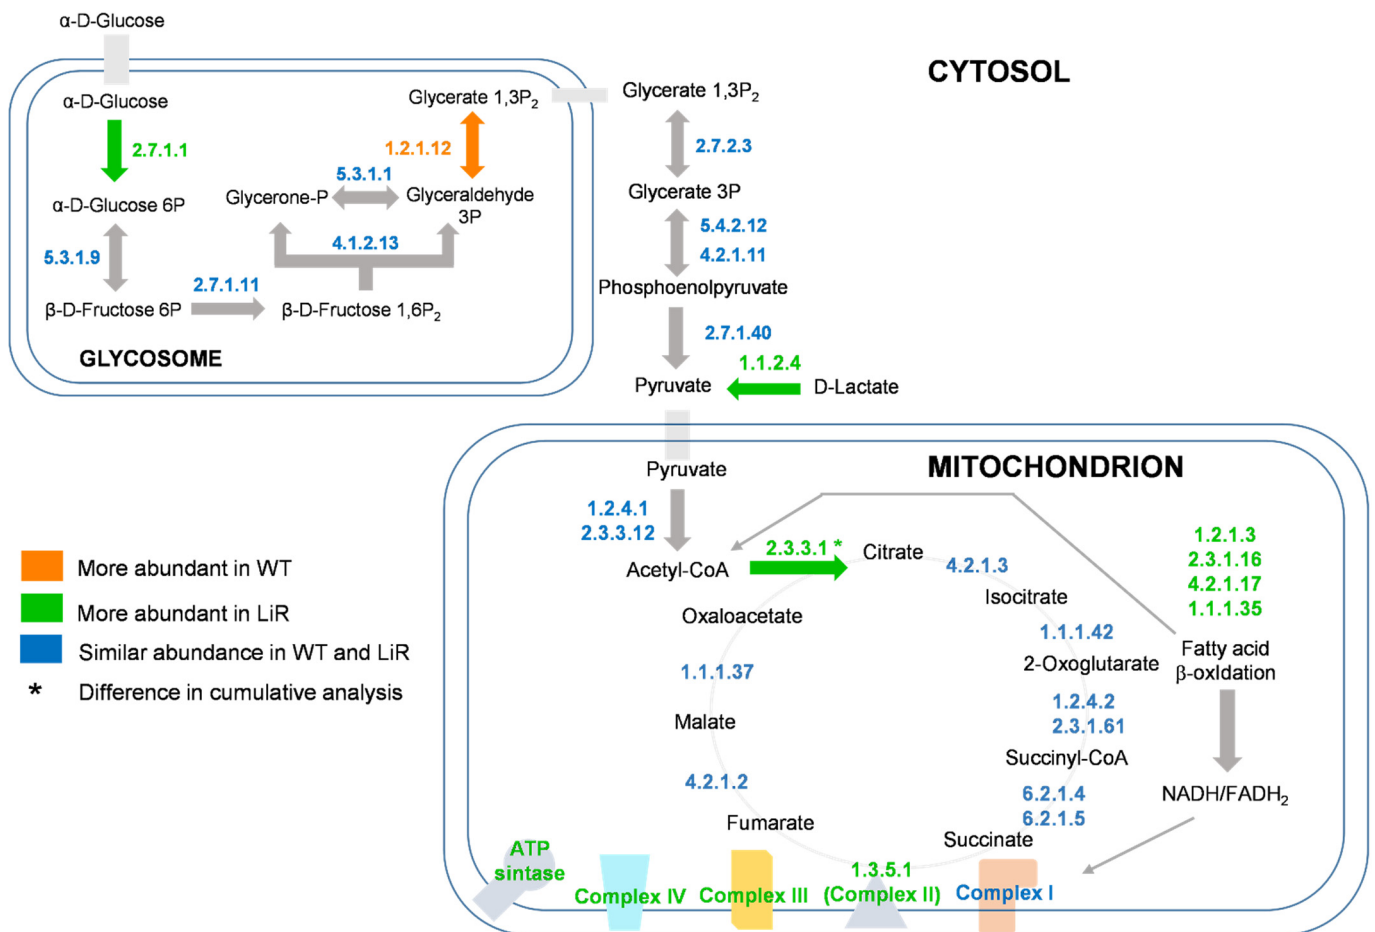 α-D-Glucose
CYTOSOL
α-D-Glucose
2.7.1.1
α-D-Glucose 6P
5.3.1.9
β-D-Fructose 6P
2.7.1.11
β-D-Fructose 1,6P₂
4.1.2.13
Glycerone-P
5.3.1.1
Glyceraldehyde
3P
1.2.1.12
Glycerate 1,3P₂
GLYCOSOME
Glycerate 1,3P₂
2.7.2.3
Glycerate 3P
5.4.2.12
4.2.1.11
Phosphoenolpyruvate
2.7.1.40
Pyruvate
1.1.2.4
D-Lactate
MITOCHONDRION
Pyruvate
1.2.4.1
2.3.3.12
Acetyl-CoA
2.3.3.1 *
Citrate
4.2.1.3
Isocitrate
1.1.1.42
2-Oxoglutarate
1.2.4.2
2.3.1.61
Succinyl-CoA
6.2.1.4
6.2.1.5
Succinate
Fumarate
4.2.1.2
Malate
1.1.1.37
Oxaloacetate
1.2.1.3
2.3.1.16
4.2.1.17
1.1.1.35
Fatty acid
β-oxIdation
NADH/FADH₂
ATP
sintase
Complex IV
Complex III
1.3.5.1
(Complex II)
Complex I
More abundant in WT
More abundant in LiR
Similar abundance in WT and LiR
* Difference in cumulative analysis